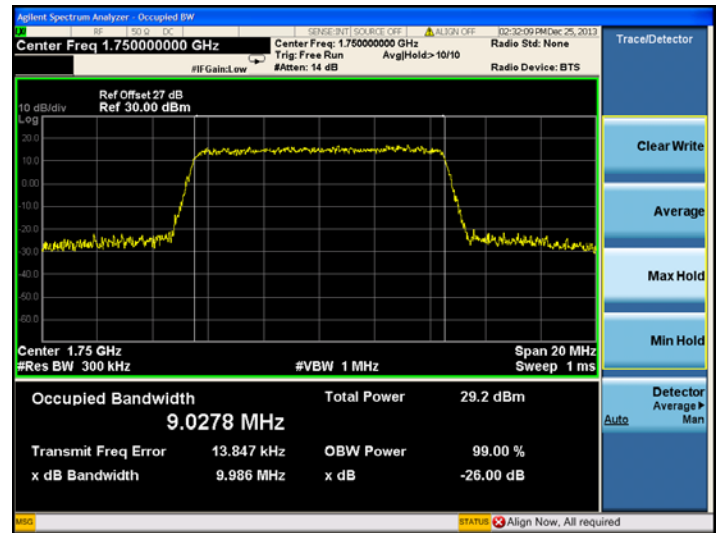 Agilent Spectrum Analyzer - Occupied BW
RF 50 Ω DC SENSE:INT SOURCE OFF ALIGN OFF 02:32:09 PM Dec 25, 2013
Center Freq 1.750000000 GHz
Center Freq: 1.750000000 GHz
Radio Std: None
Trig: Free Run Avg|Hold:>10/10
#IFGain:Low
#Atten: 14 dB
Radio Device: BTS
Trace/Detector
Ref Offset 27 dB
10 dB/div Ref 30.00 dBm
Log
20.0
10.0
0.00
-10.0
-20.0
-30.0
-40.0
-50.0
-60.0
Center 1.75 GHz Span 20 MHz
#Res BW 300 kHz #VBW 1 MHz Sweep 1 ms
Occupied Bandwidth Total Power 29.2 dBm
9.0278 MHz
Transmit Freq Error 13.847 kHz OBW Power 99.00 %
x dB Bandwidth 9.986 MHz x dB -26.00 dB
Clear Write
Average
Max Hold
Min Hold
Detector
Average
Auto Man
MSG STATUS Align Now, All required